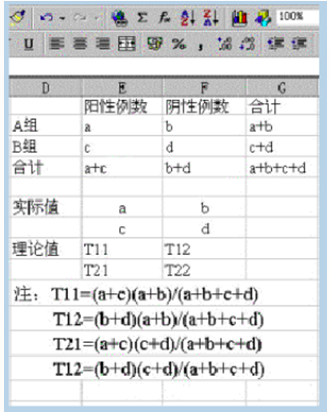 Σ fx 100%
U % ,
D E F G
阳性例数 阴性例数 合计
A组 a b a+b
B组 c d c+d
合计 a+c b+d a+b+c+d
实际值 a b
c d
理论值 T11 T12
T21 T22
注：T11=(a+c)(a+b)/(a+b+c+d)
T12=(b+d)(a+b)/(a+b+c+d)
T21=(a+c)(c+d)/(a+b+c+d)
T12=(b+d)(c+d)/(a+b+c+d)